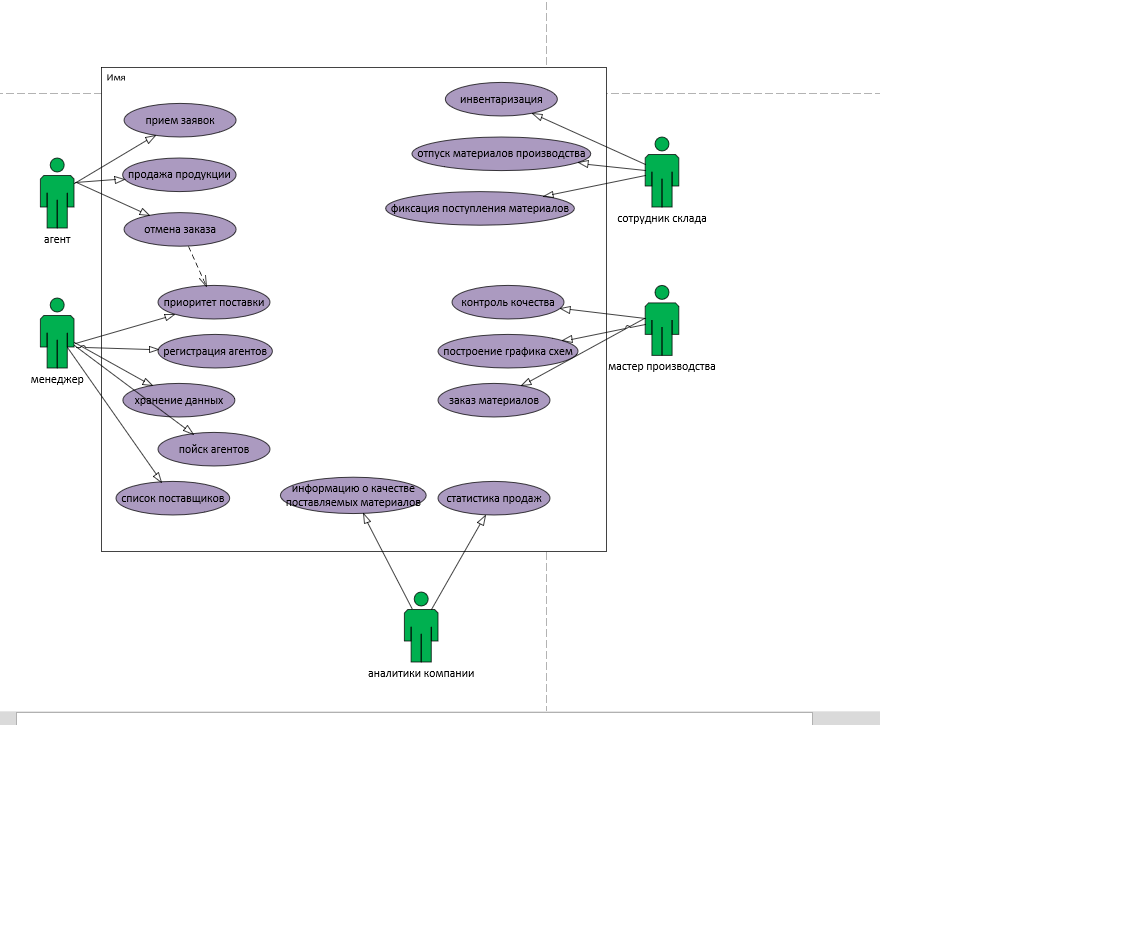 Имя
прием заявок
продажа продукции
отмена заказа
агент
инвентаризация
отпуск материалов производства
фиксация поступления материалов
сотрудник склада
приоритет поставки
регистрация агентов
хранение данных
пойск агентов
список поставщиков
менеджер
контроль кочества
построение графика схем
заказ материалов
мастер производства
информацию о качестве
поставляемых материалов
статистика продаж
аналитики компании